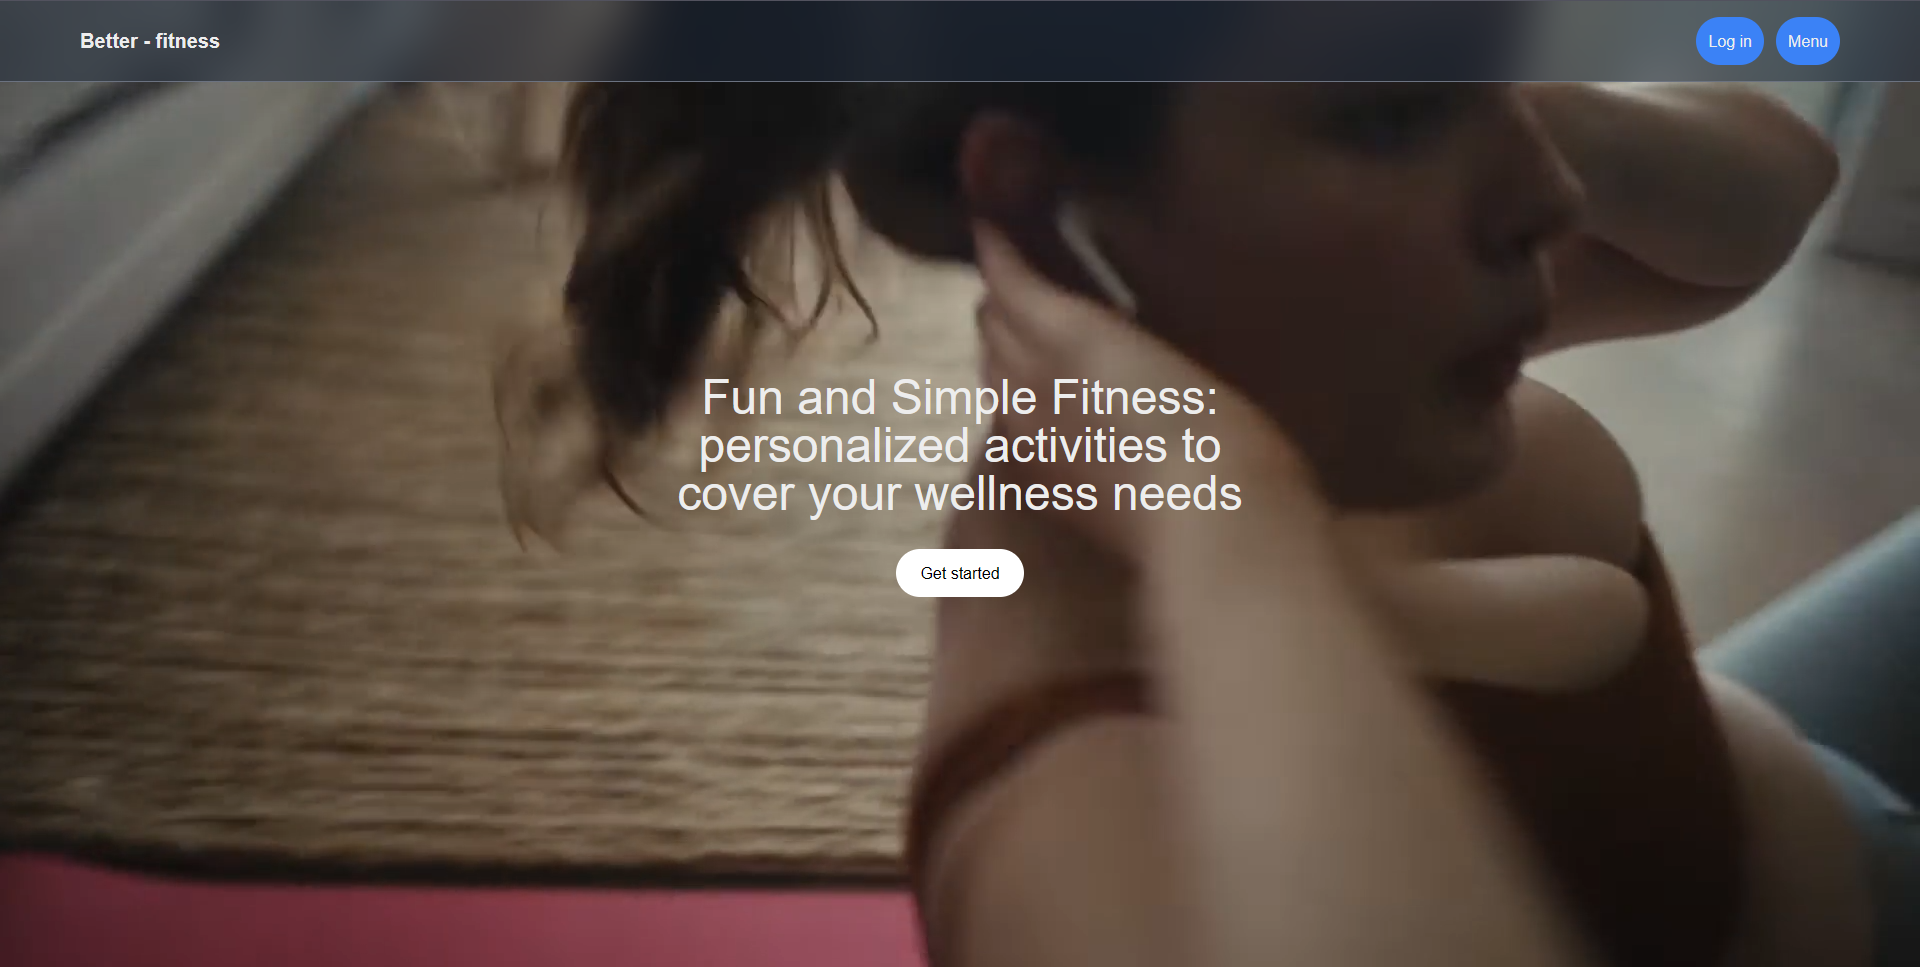 Better - fitness
Log in
Menu
Fun and Simple Fitness:
personalized activities to
cover your wellness needs
Get started